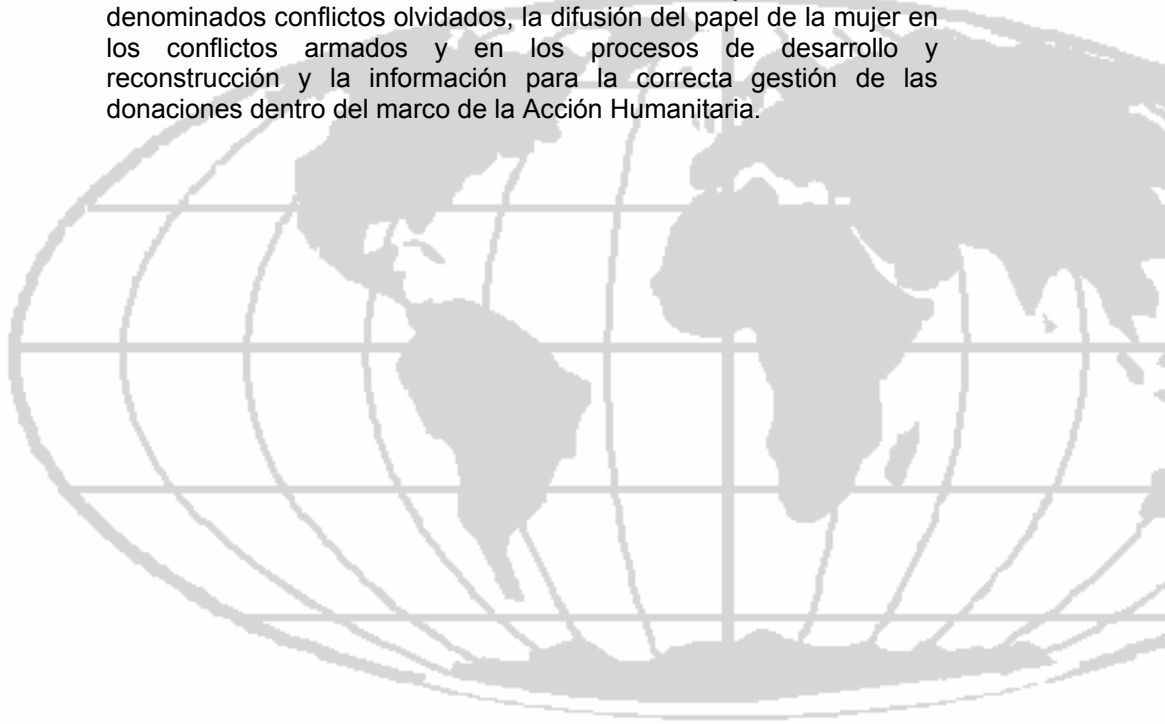 denominados conflictos olvidados, la difusión del papel de la mujer en
los conflictos armados y en los procesos de desarrollo y
reconstrucción y la información para la correcta gestión de las
donaciones dentro del marco de la Acción Humanitaria.